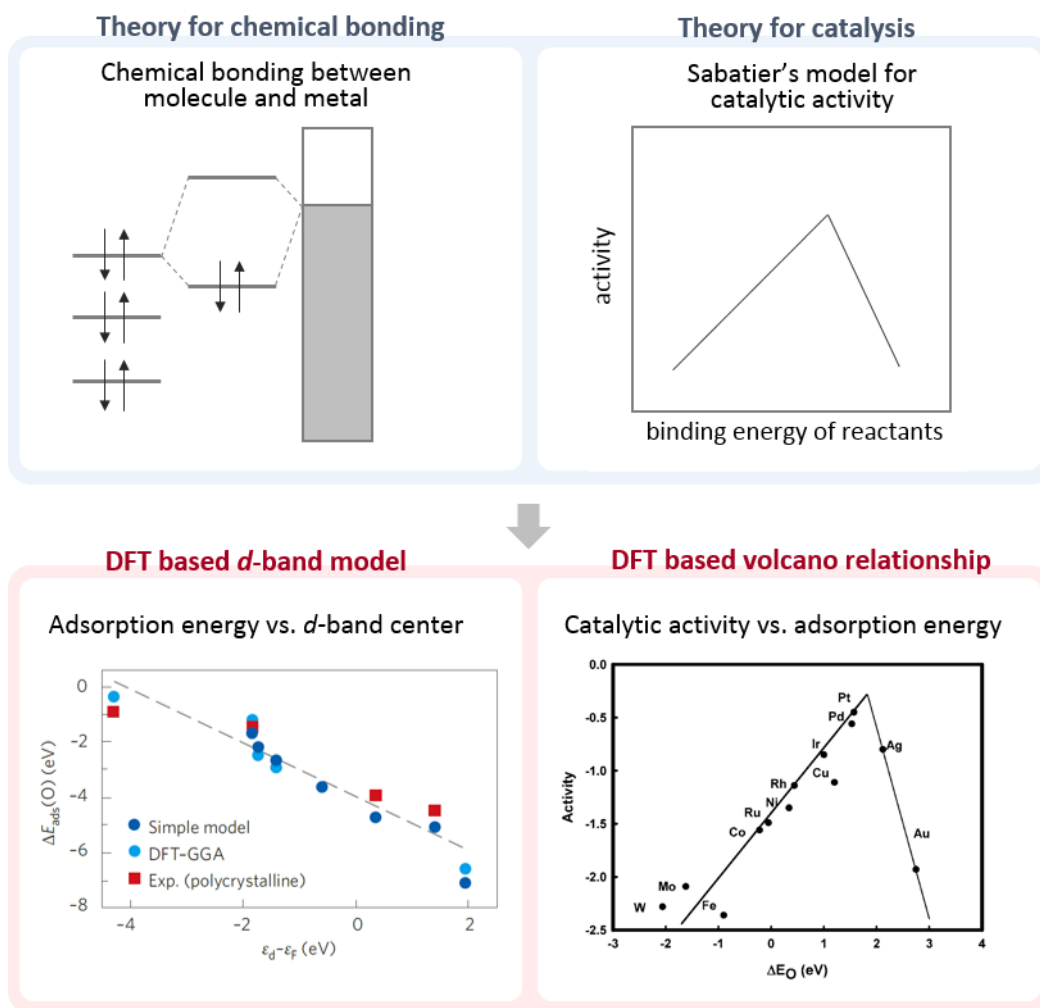 Theory for chemical bonding
Chemical bonding between
molecule and metal
Theory for catalysis
Sabatier's model for
catalytic activity
activity
binding energy of reactants
DFT based d-band model
Adsorption energy vs. d-band center
ΔE_ads(O) (eV)
0
-2
-4
-6
-8
Simple model
DFT-GGA
Exp. (polycrystalline)
-4
-2
0
2
ε_d-ε_F (eV)
DFT based volcano relationship
Catalytic activity vs. adsorption energy
Activity
0.0
-0.5
-1.0
-1.5
-2.0
-2.5
Pt
Pd
Ir
Ag
Cu
Rh
Ni
Ru
Co
Au
Mo
W
Fe
-3
-2
-1
0
1
2
3
4
ΔE_O (eV)